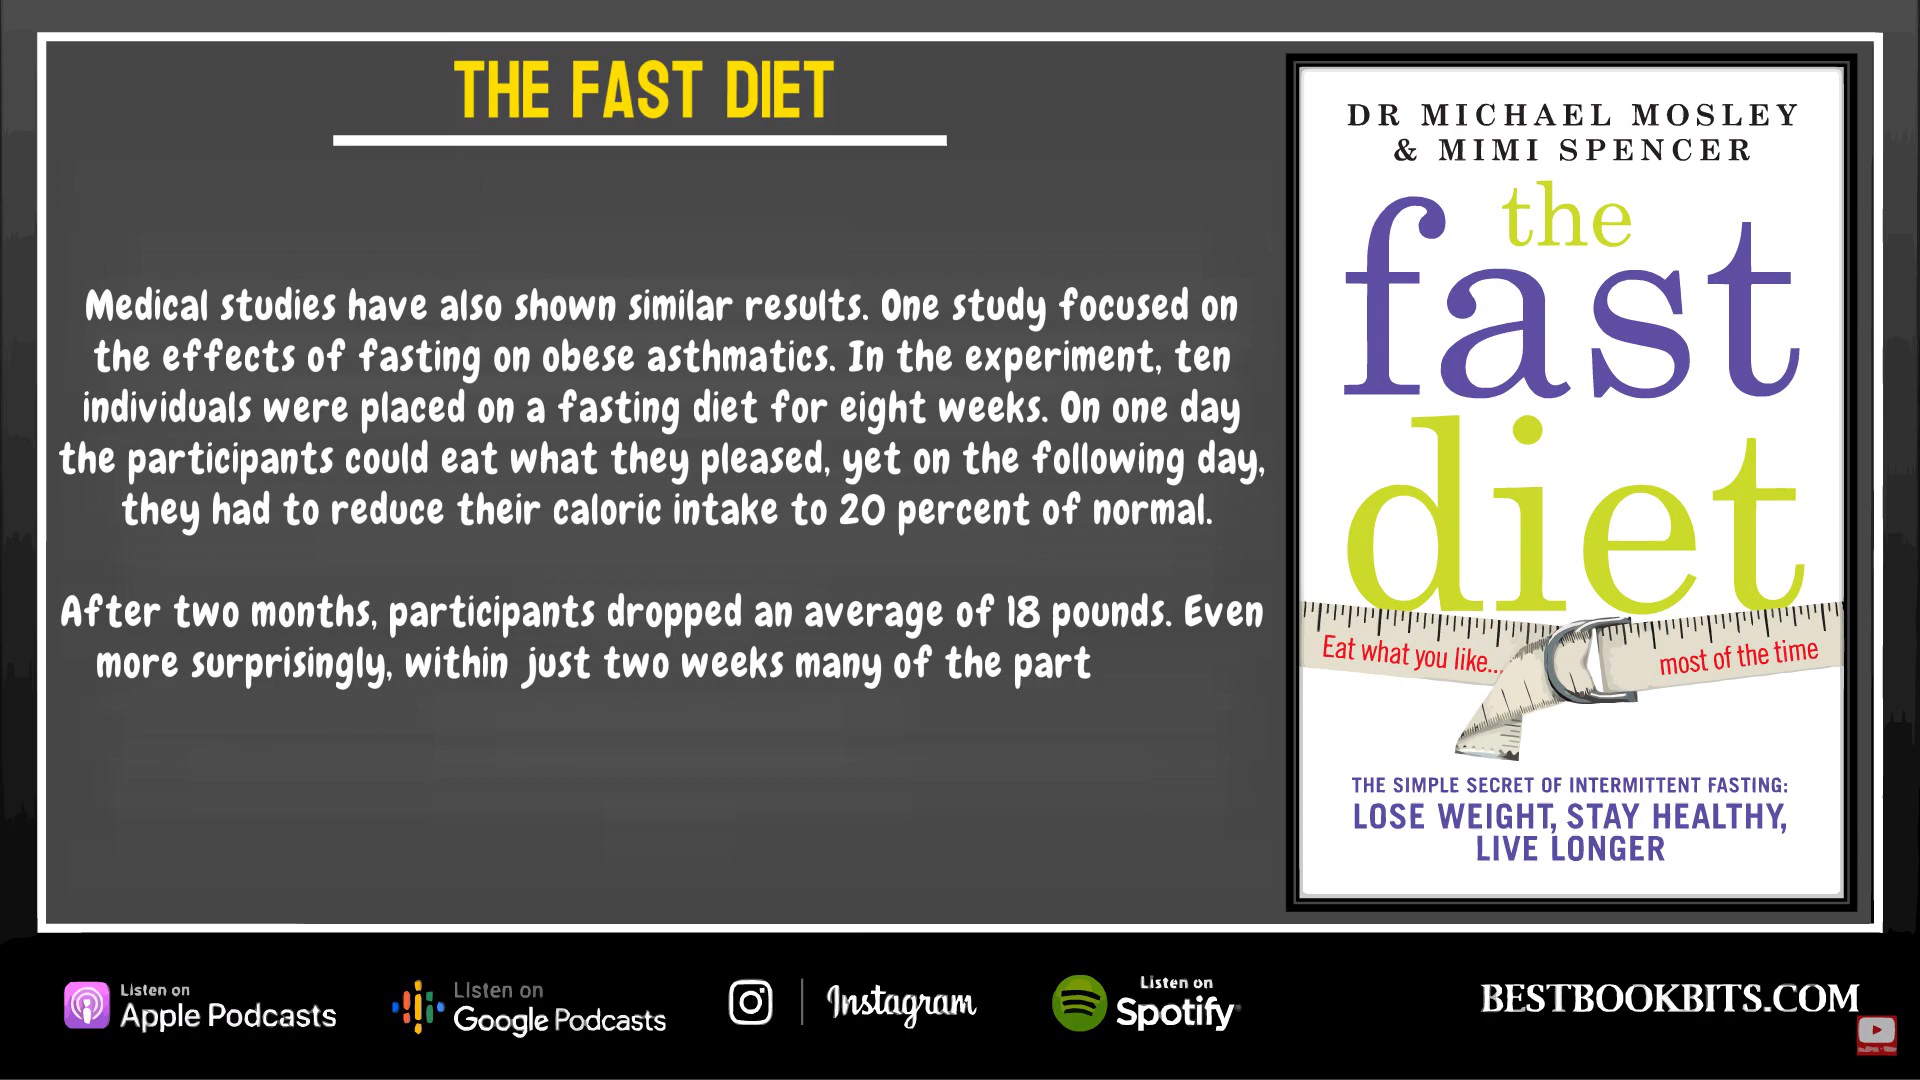 THE FAST DIET
Medical studies have also shown similar results. One study focused on
the effects of fasting on obese asthmatics. In the experiment, ten
individuals were placed on a fasting diet for eight weeks. On one day
the participants could eat what they pleased, yet on the following day,
they had to reduce their caloric intake to 20 percent of normal.
After two months, participants dropped an average of 18 pounds. Even
more surprisingly, within just two weeks many of the part
DR MICHAEL MOSLEY
& MIMI SPENCER
the
fast
diet
Eat what you like...
most of the time
THE SIMPLE SECRET OF INTERMITTENT FASTING:
LOSE WEIGHT, STAY HEALTHY,
LIVE LONGER
Listen on
Apple Podcasts
Listen on
Google Podcasts
Instagram
Listen on
Spotify
BESTBOOKBITS.COM